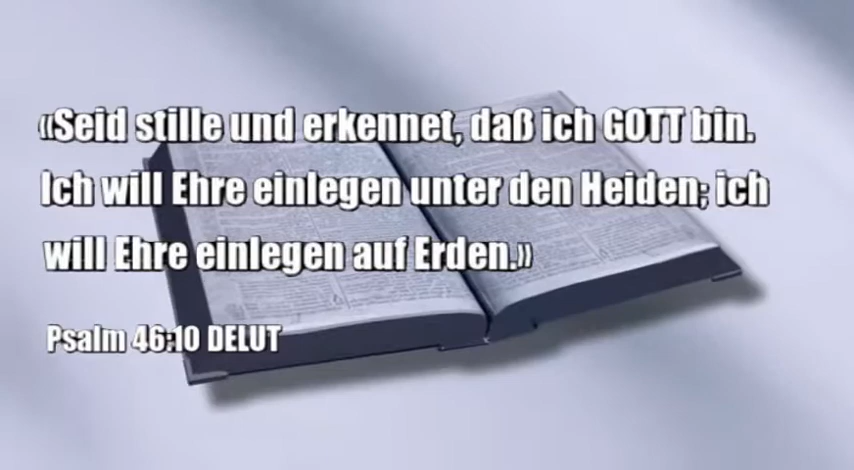 «Seid stille und erkennet, daß ich GOTT bin.
Ich will Ehre einlegen unter den Heiden; ich
will Ehre einlegen auf Erden.»
Psalm 46:10 DELUT